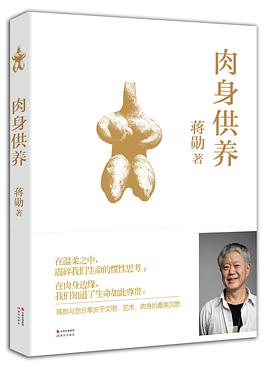 肉身供养
蒋勋 著
肉身供养
蒋勋 著
在温柔之中,
震碎我们生命的惯性思考;
在肉身边缘,
我们知道了生命如此尊贵。
蒋勋与您分享关于文明、艺术、肉身的最美沉思